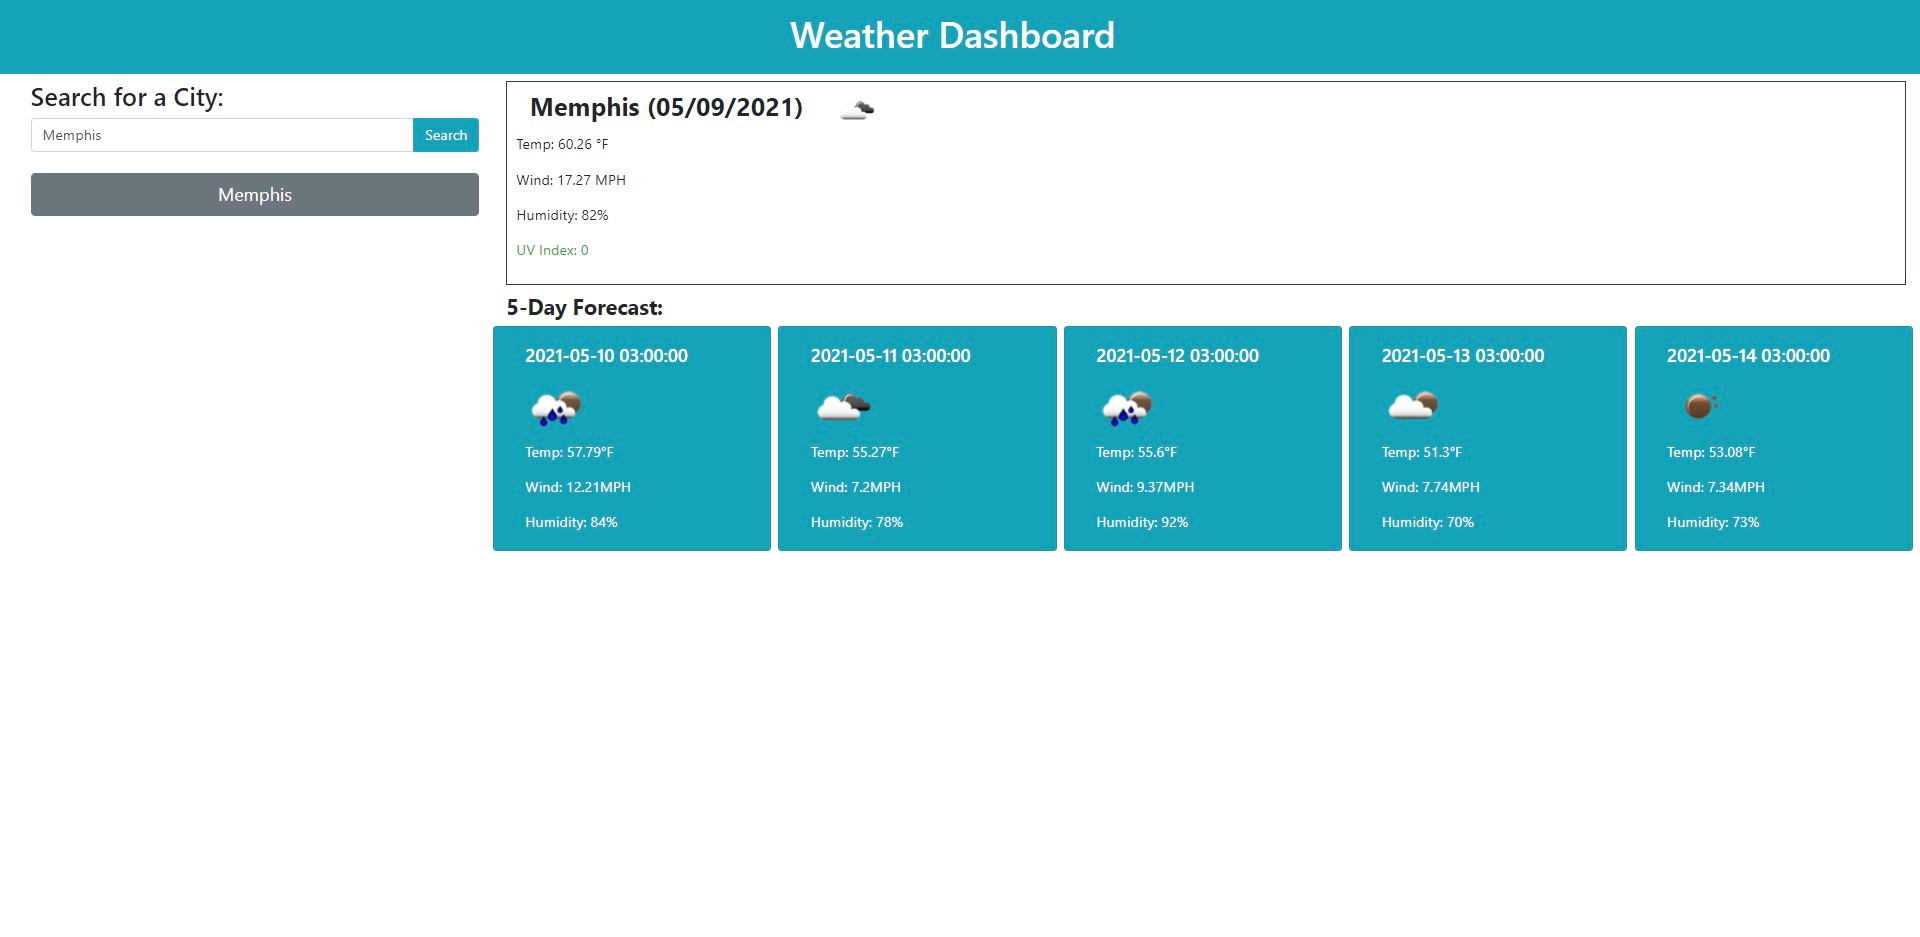 Weather Dashboard
Search for a City:
Memphis
Search
Memphis
Memphis (05/09/2021)
Temp: 60.26 °F
Wind: 17.27 MPH
Humidity: 82%
UV Index: 0
5-Day Forecast:
2021-05-10 03:00:00
Temp: 57.79°F
Wind: 12.21MPH
Humidity: 84%
2021-05-11 03:00:00
Temp: 55.27°F
Wind: 7.2MPH
Humidity: 78%
2021-05-12 03:00:00
Temp: 55.6°F
Wind: 9.37MPH
Humidity: 92%
2021-05-13 03:00:00
Temp: 51.3°F
Wind: 7.74MPH
Humidity: 70%
2021-05-14 03:00:00
Temp: 53.08°F
Wind: 7.34MPH
Humidity: 73%